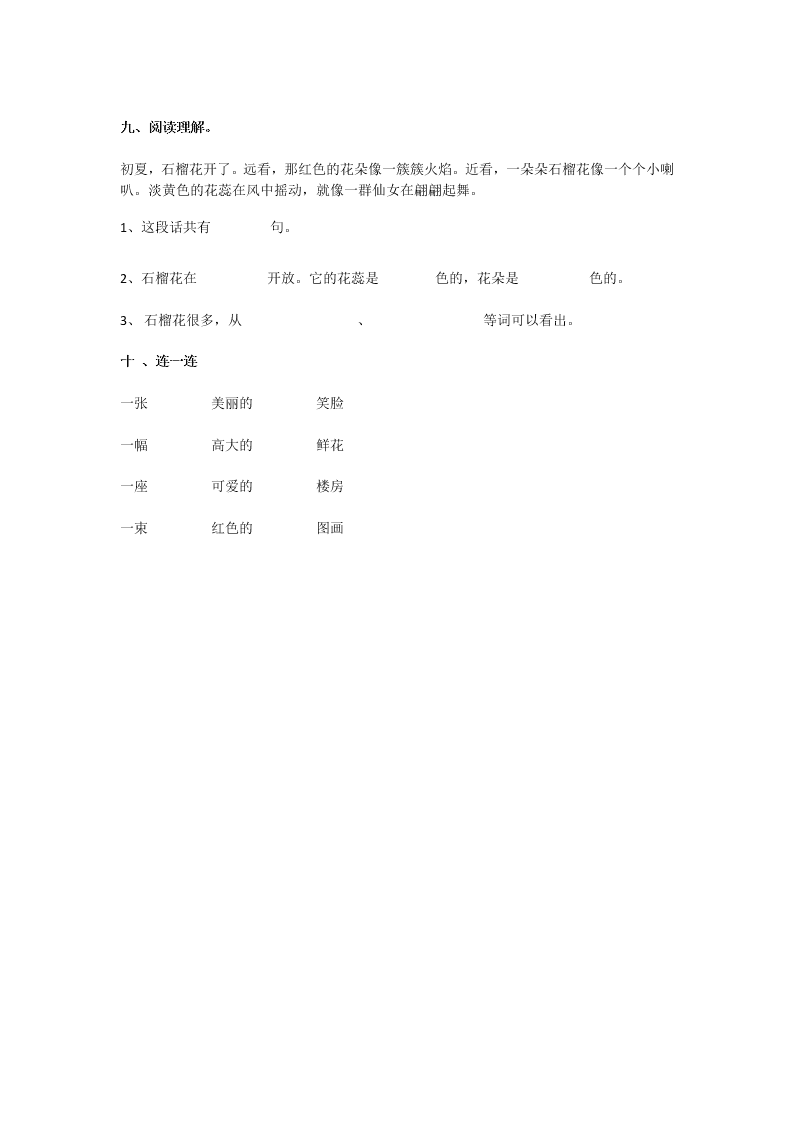 九、阅读理解。
初夏，石榴花开了。远看，那红色的花朵像一簇簇火焰。近看，一朵朵石榴花像一个个小喇
叭。淡黄色的花蕊在风中摇动，就像一群仙女在翩翩起舞。
1、这段话共有 句。
2、石榴花在 开放。它的花蕊是 色的，花朵是 色的。
3、 石榴花很多，从 、 等词可以看出。
十 、连一连
一张 美丽的 笑脸
一幅 高大的 鲜花
一座 可爱的 楼房
一束 红色的 图画